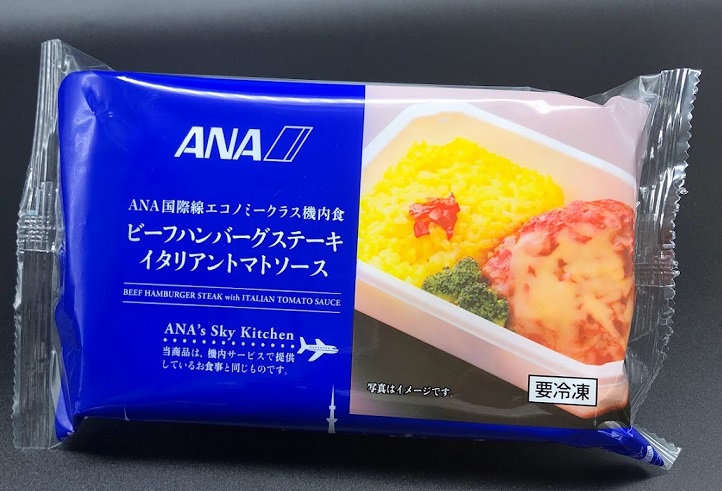 ANA
ANA国際線エコノミークラス機内食
ビーフハンバーグステーキ
イタリアントマトソース
BEEF HAMBURGER STEAK with ITALIAN TOMATO SAUCE
ANA's Sky Kitchen
当商品は、機内サービスで提供
しているお食事と同じものです。
写真はイメージです。
要冷凍